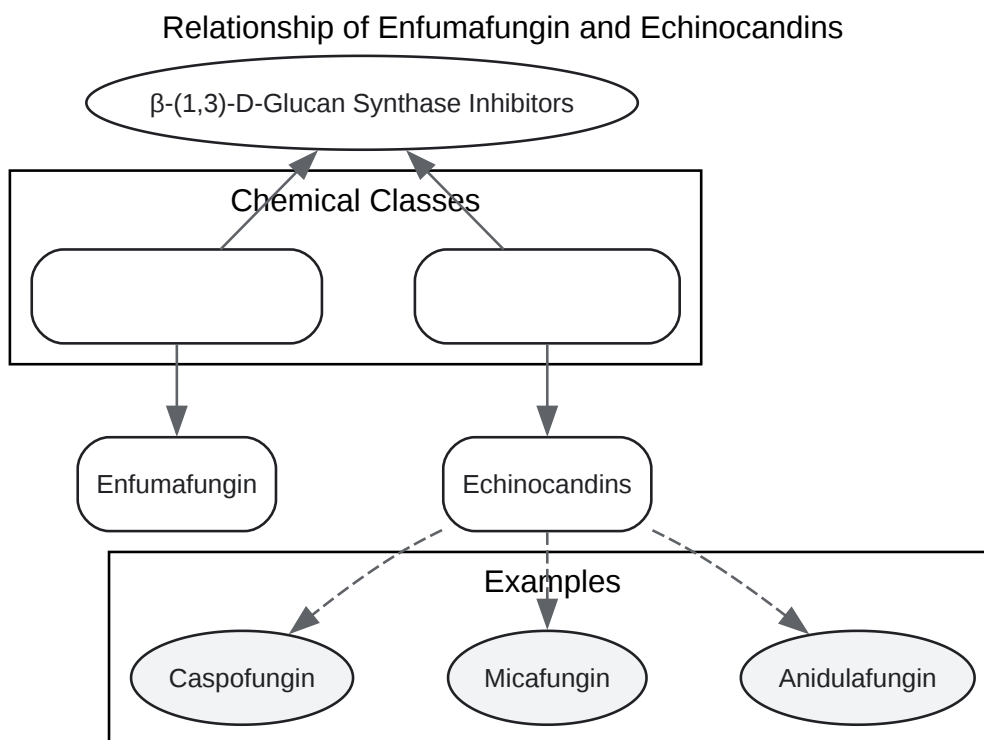 Relationship of Enfumafungin and Echinocandins
β-(1,3)-D-Glucan Synthase Inhibitors
Chemical Classes
Enfumafungin
Echinocandins
Examples
Caspofungin
Micafungin
Anidulafungin